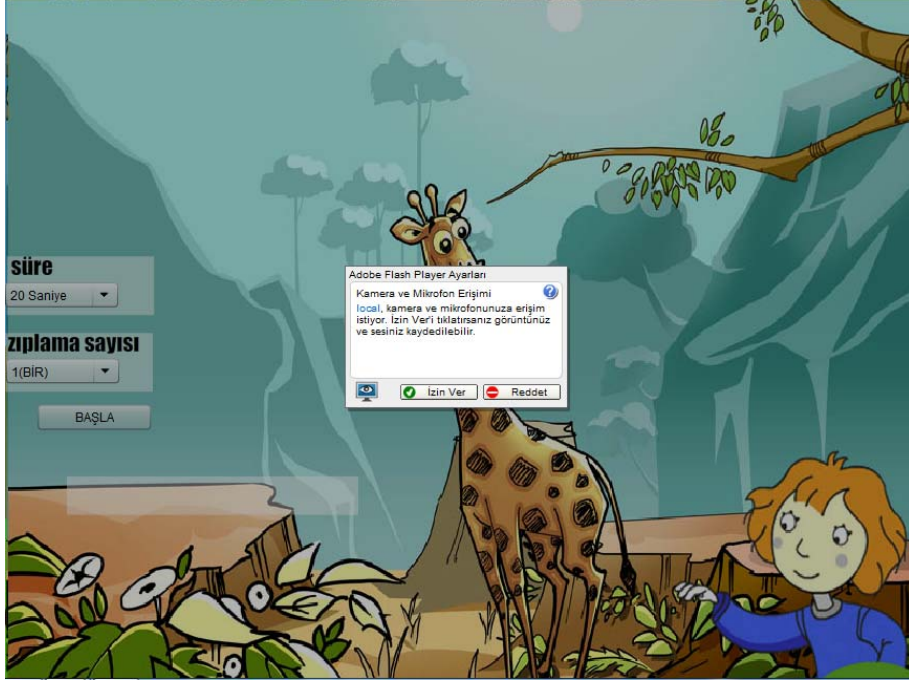 süre
20 Saniye
zıplama sayısı
1(BİR)
BAŞLA
Adobe Flash Player Ayarları
Kamera ve Mikrofon Erişimi
local, kamera ve mikrofonunuza erişim
istiyor. İzin Ver'i tıklatırsanız görüntünüz
ve sesiniz kaydedilebilir.
İzin Ver
Reddet